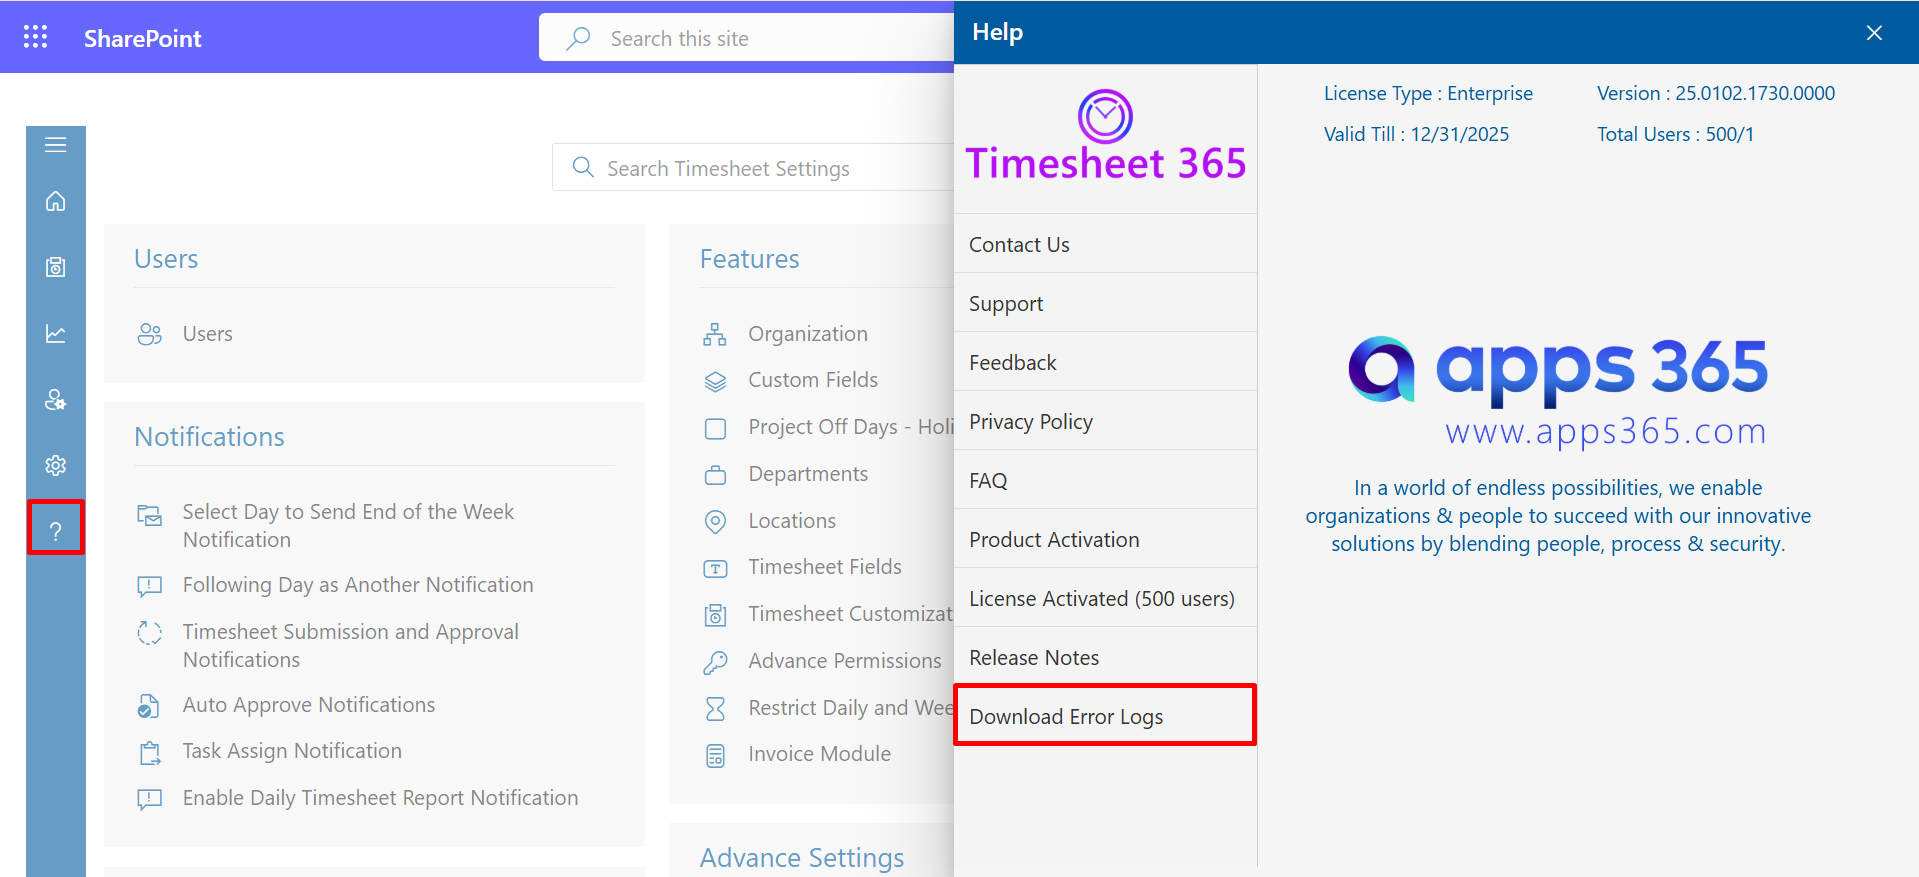 SharePoint
Search this site
Search Timesheet Settings
Users
Users
Notifications
Select Day to Send End of the Week
Notification
Following Day as Another Notification
Timesheet Submission and Approval
Notifications
Auto Approve Notifications
Task Assign Notification
Enable Daily Timesheet Report Notification
Features
Organization
Custom Fields
Project Off Days - Holi
Departments
Locations
Timesheet Fields
Timesheet Customizat
Advance Permissions
Restrict Daily and Wee
Invoice Module
Advance Settings
Help
Timesheet 365
Contact Us
Support
Feedback
Privacy Policy
FAQ
Product Activation
License Activated (500 users)
Release Notes
Download Error Logs
License Type : Enterprise
Version : 25.0102.1730.0000
Valid Till : 12/31/2025
Total Users : 500/1
apps 365
www.apps365.com
In a world of endless possibilities, we enable
organizations & people to succeed with our innovative
solutions by blending people, process & security.